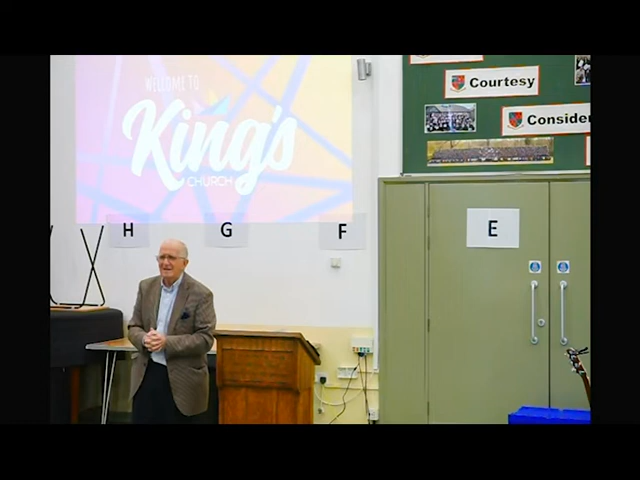 WELCOME TO
King's
CHURCH
H
G
F
E
Courtesy
Consider